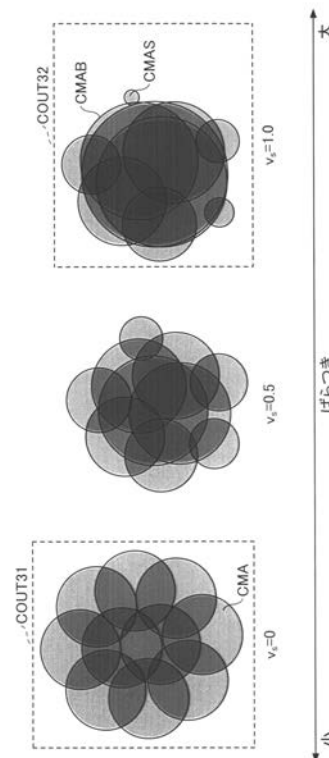 COUT31
CMA
vs=0
vs=0.5
COUT32
CMAB
CMAS
vs=1.0
小
ばらつき
大